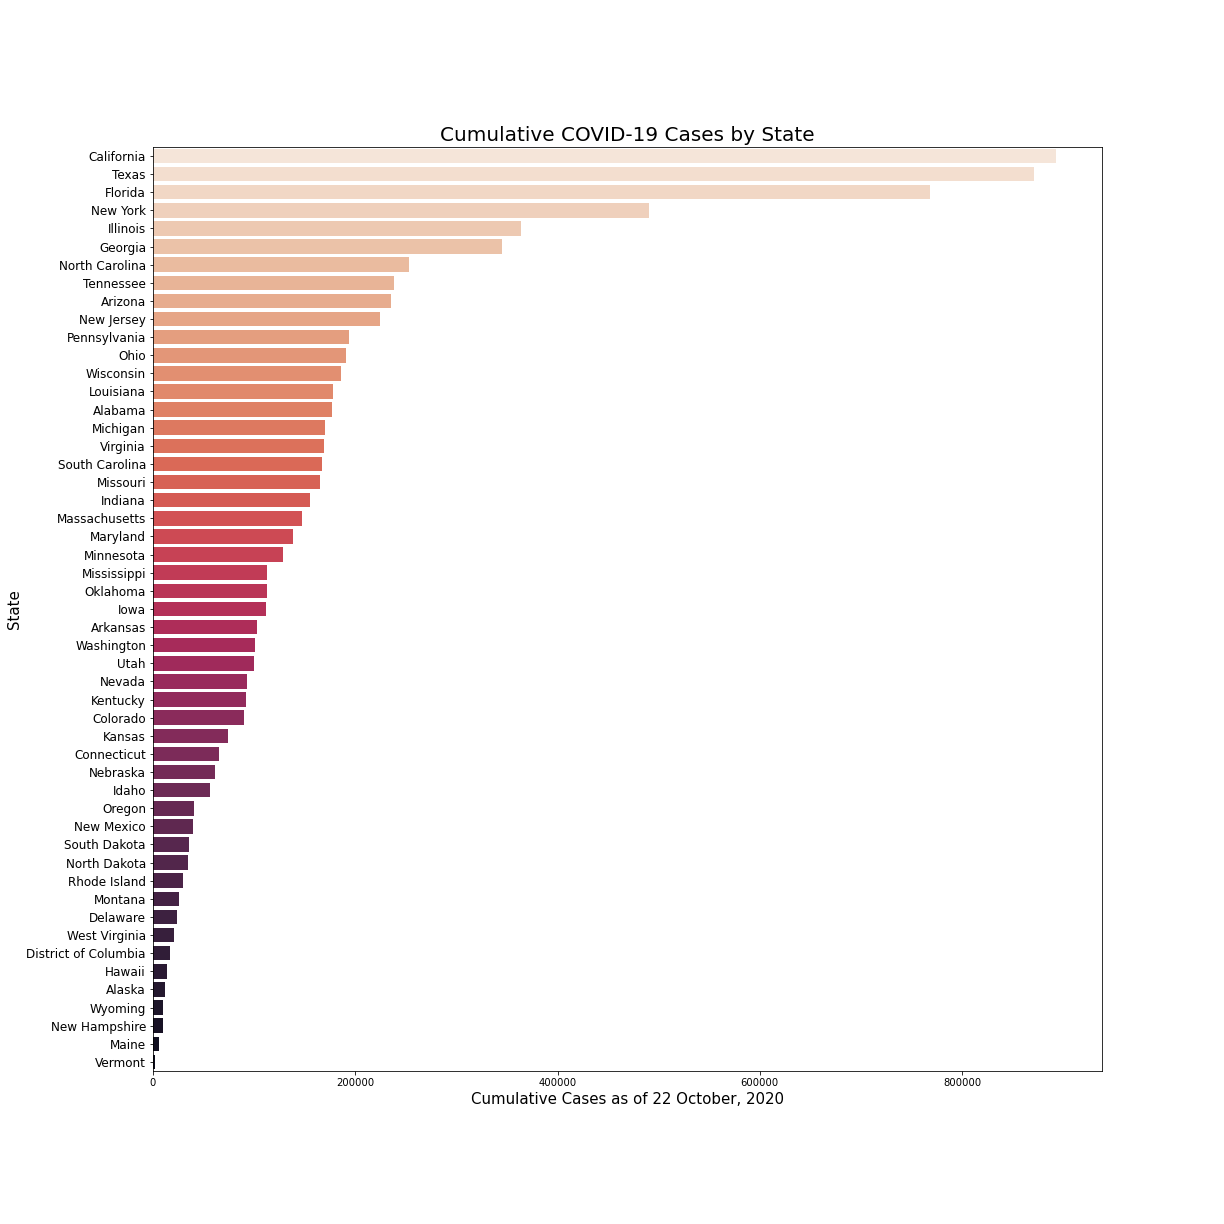 Cumulative COVID-19 Cases by State
California
Texas
Florida
New York
Illinois
Georgia
North Carolina
Tennessee
Arizona
New Jersey
Pennsylvania
Ohio
Wisconsin
Louisiana
Alabama
Michigan
Virginia
South Carolina
Missouri
Indiana
Massachusetts
Maryland
Minnesota
Mississippi
Oklahoma
Iowa
Arkansas
Washington
Utah
Nevada
Kentucky
Colorado
Kansas
Connecticut
Nebraska
Idaho
Oregon
New Mexico
South Dakota
North Dakota
Rhode Island
Montana
Delaware
West Virginia
District of Columbia
Hawaii
Alaska
Wyoming
New Hampshire
Maine
Vermont
State
0 200000 400000 600000 800000
Cumulative Cases as of 22 October, 2020